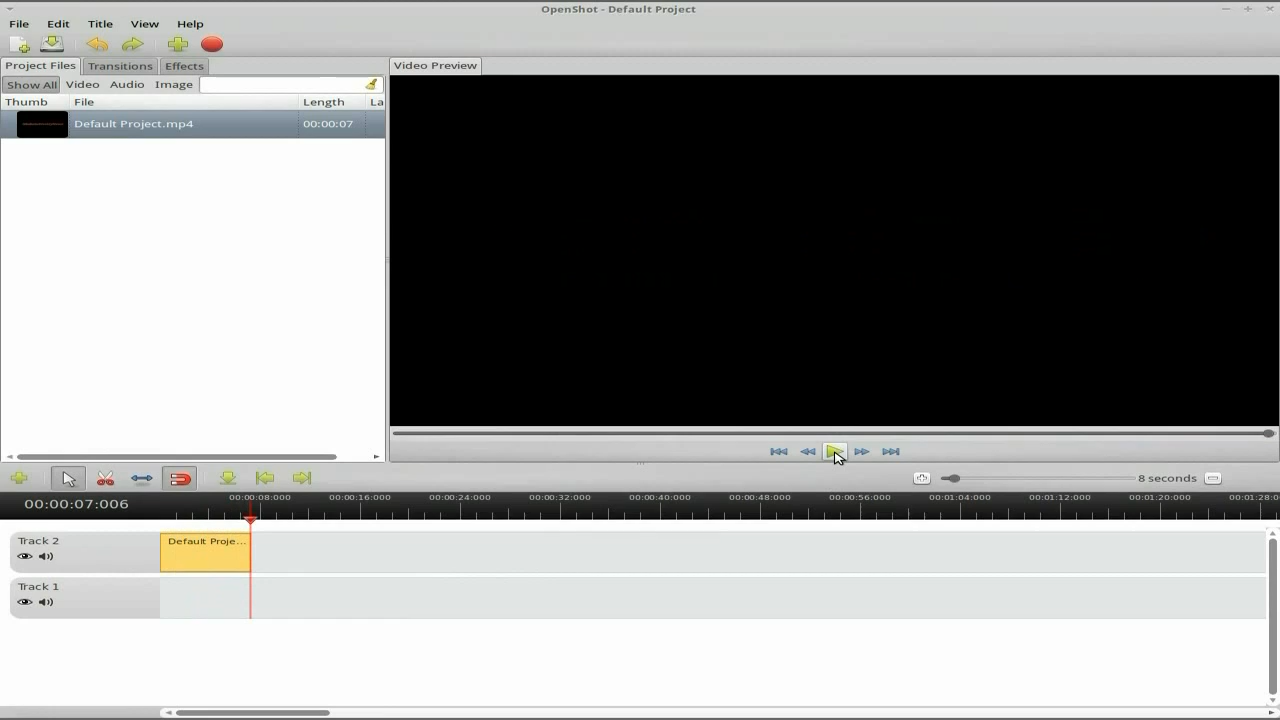 OpenShot - Default Project
File Edit Title View Help
Project Files Transitions Effects
Video Preview
Show All Video Audio Image
Thumb File Length La
Default Project.mp4 00:00:07
8 seconds
00:00:07:006
00:00:08:000 00:00:16:000 00:00:24:000 00:00:32:000 00:00:40:000 00:00:48:000 00:00:56:000 00:01:04:000 00:01:12:000 00:01:20:000 00:01:28:0
Track 2
Default Proje...
Track 1